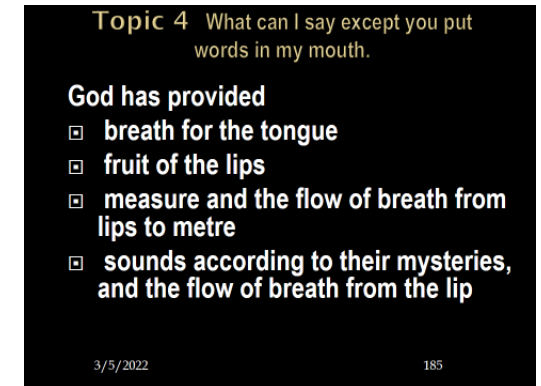 Topic 4 What can I say except you put
words in my mouth.
God has provided
breath for the tongue
fruit of the lips
measure and the flow of breath from
lips to metre
sounds according to their mysteries,
and the flow of breath from the lip
3/5/2022 185